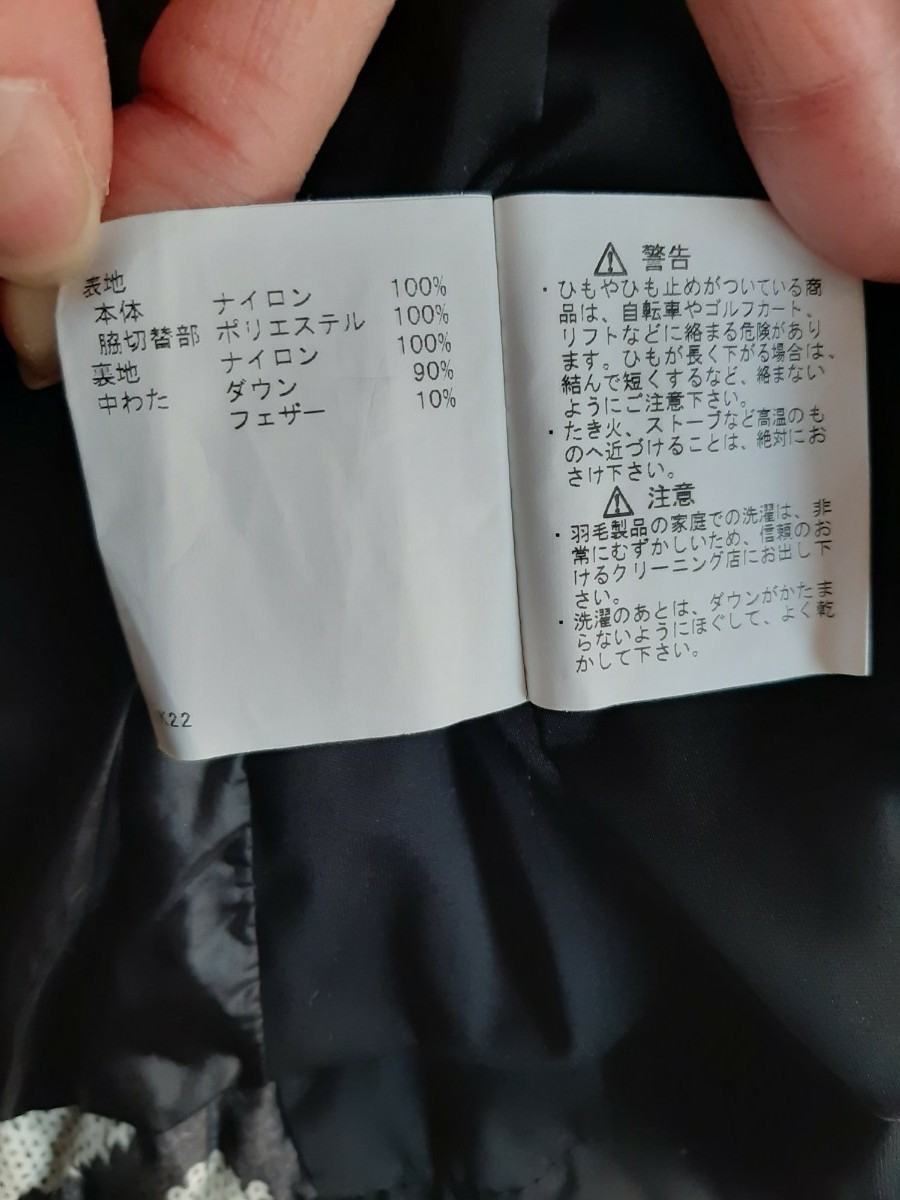 表地
本体 ナイロン 100%
脇切替部 ポリエステル 100%
裏地 ナイロン 100%
中わた ダウン 90%
フェザー 10%
K22
⚠ 警告
・ひもやひも止めがついている商
品は、自転車やゴルフカート、
リフトなどに絡まる危険があり
ます。ひもが長く下がる場合は、
結んで短くするなど、絡まない
ようにご注意下さい。
・たき火、ストーブなど高温のも
のへ近づけることは、絶対にお
さけ下さい。
⚠ 注意
・羽毛製品の家庭での洗濯は、非
常にむずかしいため、信頼のお
けるクリーニング店にお出し下
さい。
・洗濯のあとは、ダウンがかたま
らないようにほぐして、よく乾
かして下さい。